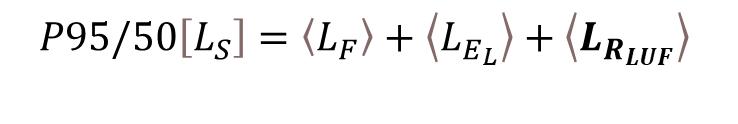 P95/50[L_S] = ⟨L_F⟩ + ⟨L_{E_L}⟩ + ⟨L_{R_{LUF}}⟩